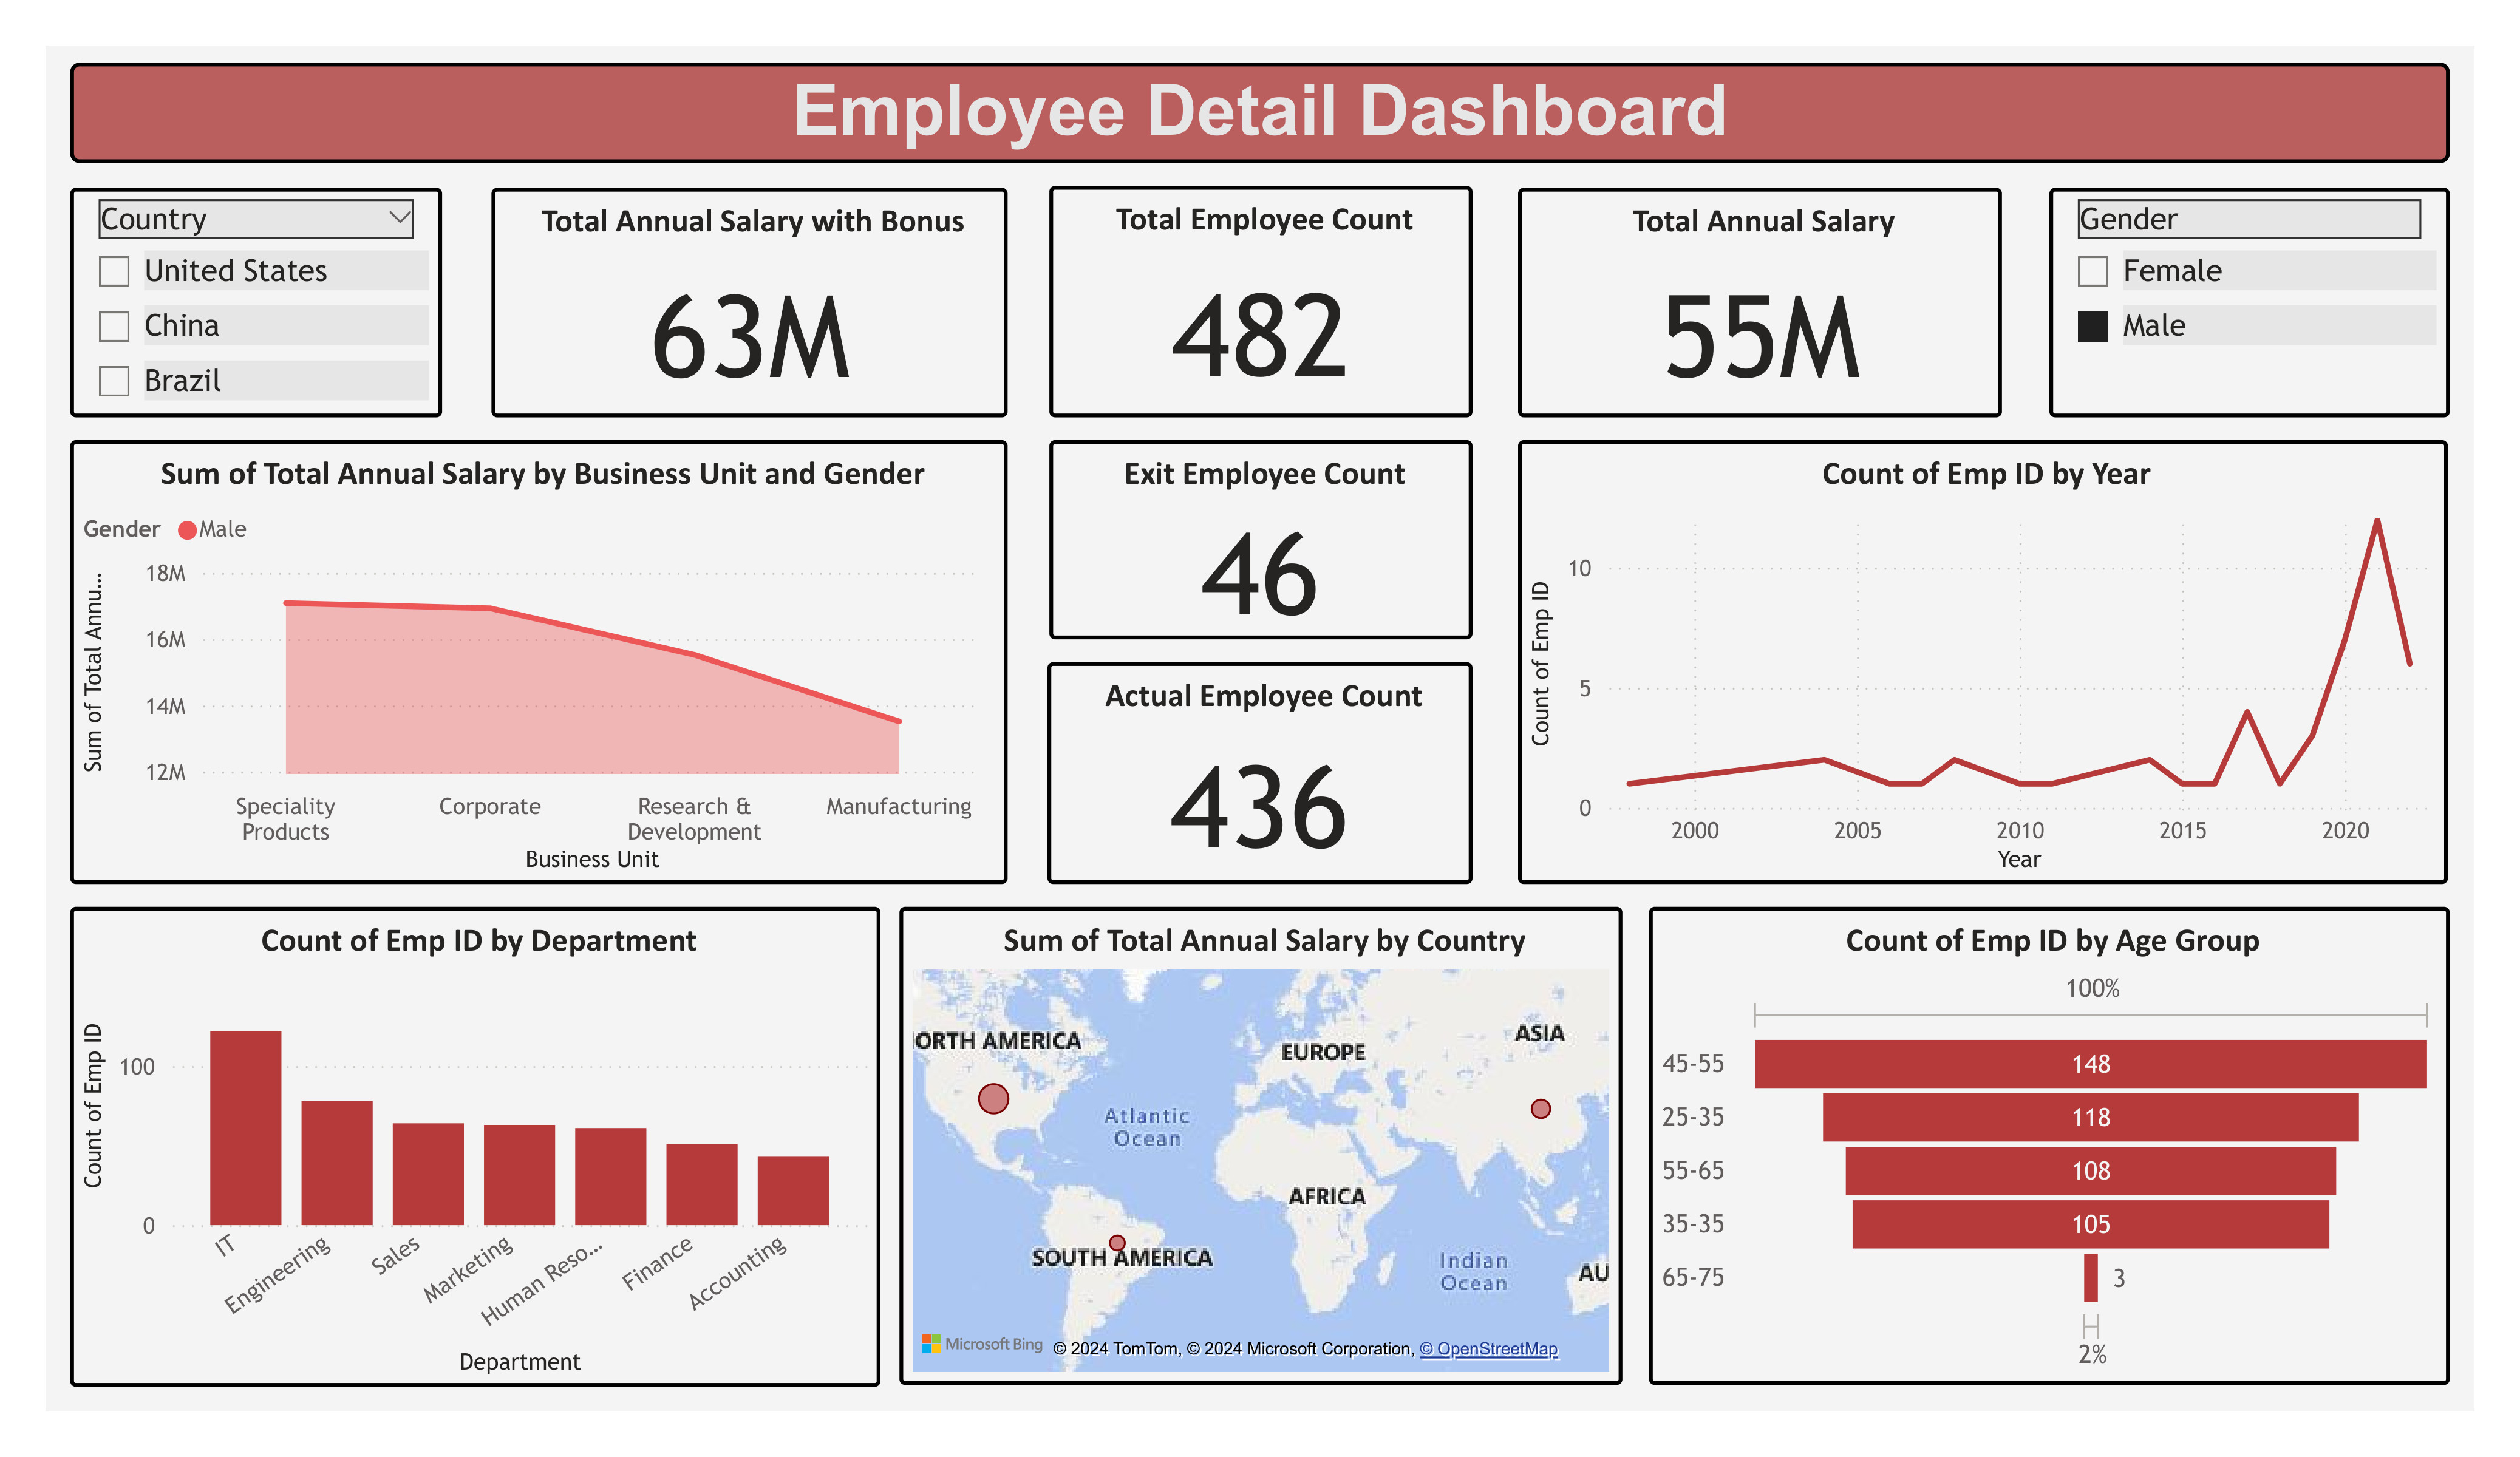 Employee Detail Dashboard
Country
United States
China
Brazil
Total Annual Salary with Bonus
63M
Total Employee Count
482
Total Annual Salary
55M
Gender
Female
Male
Sum of Total Annual Salary by Business Unit and Gender
Gender Male
Sum of Total Annu...
18M
16M
14M
12M
Speciality
Products
Corporate
Research &
Development
Manufacturing
Business Unit
Exit Employee Count
46
Actual Employee Count
436
Count of Emp ID by Year
Count of Emp ID
10
5
0
2000 2005 2010 2015 2020
Year
Count of Emp ID by Department
Count of Emp ID
100
0
IT
Engineering
Sales
Marketing
Human Reso...
Finance
Accounting
Department
Sum of Total Annual Salary by Country
ORTH AMERICA
EUROPE
ASIA
Atlantic
Ocean
AFRICA
SOUTH AMERICA
Indian
Ocean
AU
Microsoft Bing © 2024 TomTom, © 2024 Microsoft Corporation, © OpenStreetMap
Count of Emp ID by Age Group
100%
45-55 148
25-35 118
55-65 108
35-35 105
65-75 3
2%